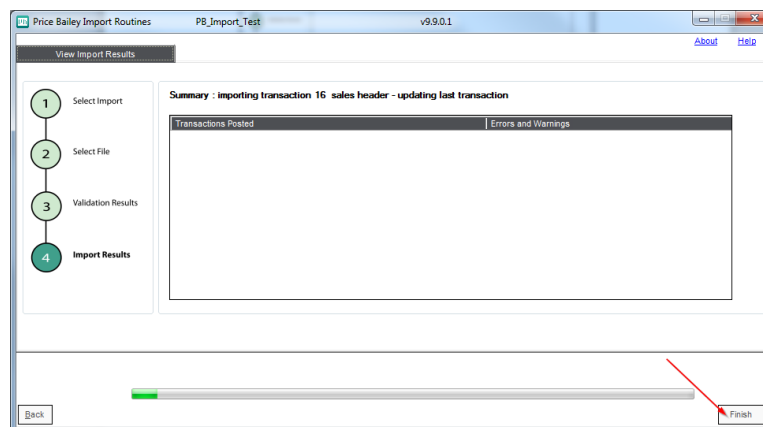 PB Price Bailey Import Routines PB_Import_Test v9.9.0.1
About Help
View Import Results
Summary : importing transaction 16 sales header - updating last transaction
1 Select Import
Transactions Posted Errors and Warnings
2 Select File
3 Validation Results
4 Import Results
Back Finish